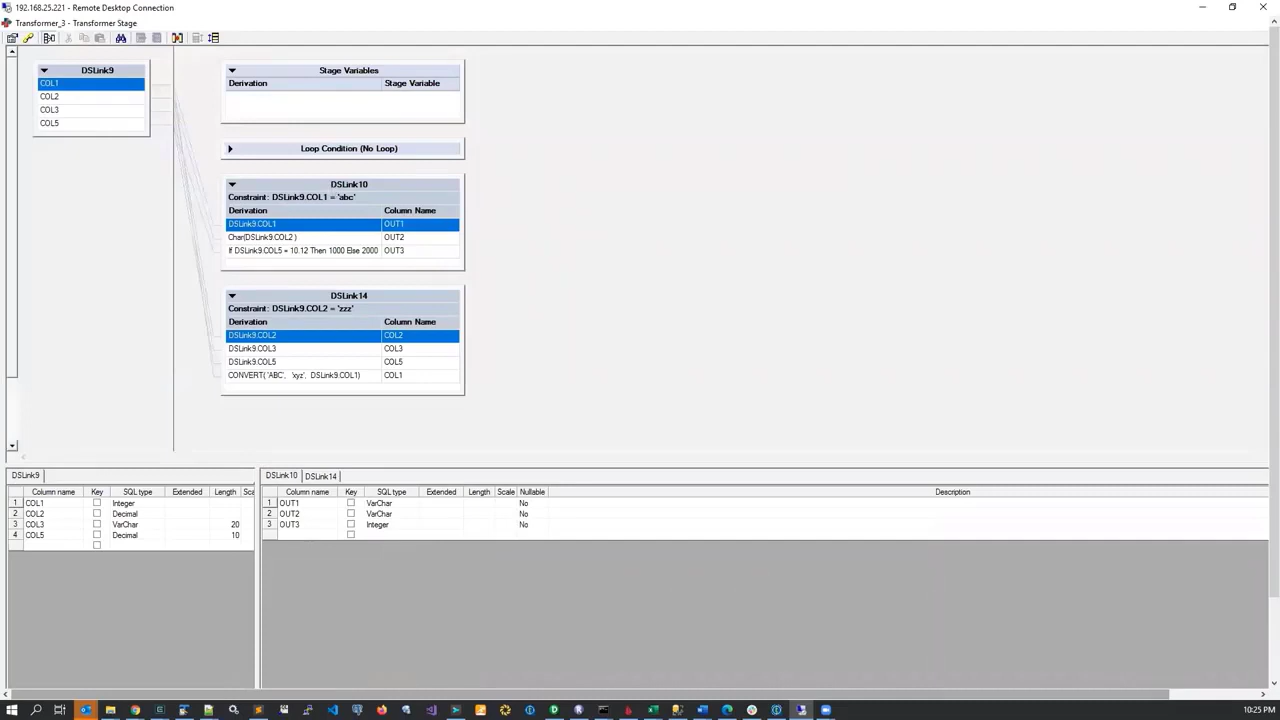 192.168.25.221 - Remote Desktop Connection
Transformer_3 - Transformer Stage
DSLink9
COL1
COL2
COL3
COL5
Stage Variables
Derivation Stage Variable
Loop Condition (No Loop)
DSLink10
Constraint: DSLink9.COL1 = 'abc'
Derivation Column Name
DSLink9.COL1 OUT1
Char(DSLink9.COL2 ) OUT2
If DSLink9.COL5 = 10.12 Then 1000 Else 2000 OUT3
DSLink14
Constraint: DSLink9.COL2 = 'zzz'
Derivation Column Name
DSLink9.COL2 COL2
DSLink9.COL3 COL3
DSLink9.COL5 COL5
CONVERT( 'ABC', 'xyz', DSLink9.COL1) COL1
DSLink9
Column name Key SQL type Extended Length Sca
1 COL1 Integer
2 COL2 Decimal
3 COL3 VarChar 20
4 COL5 Decimal 10
DSLink10 DSLink14
Column name Key SQL type Extended Length Scale Nullable Description
1 OUT1 VarChar No
2 OUT2 VarChar No
3 OUT3 Integer No
10:25 PM